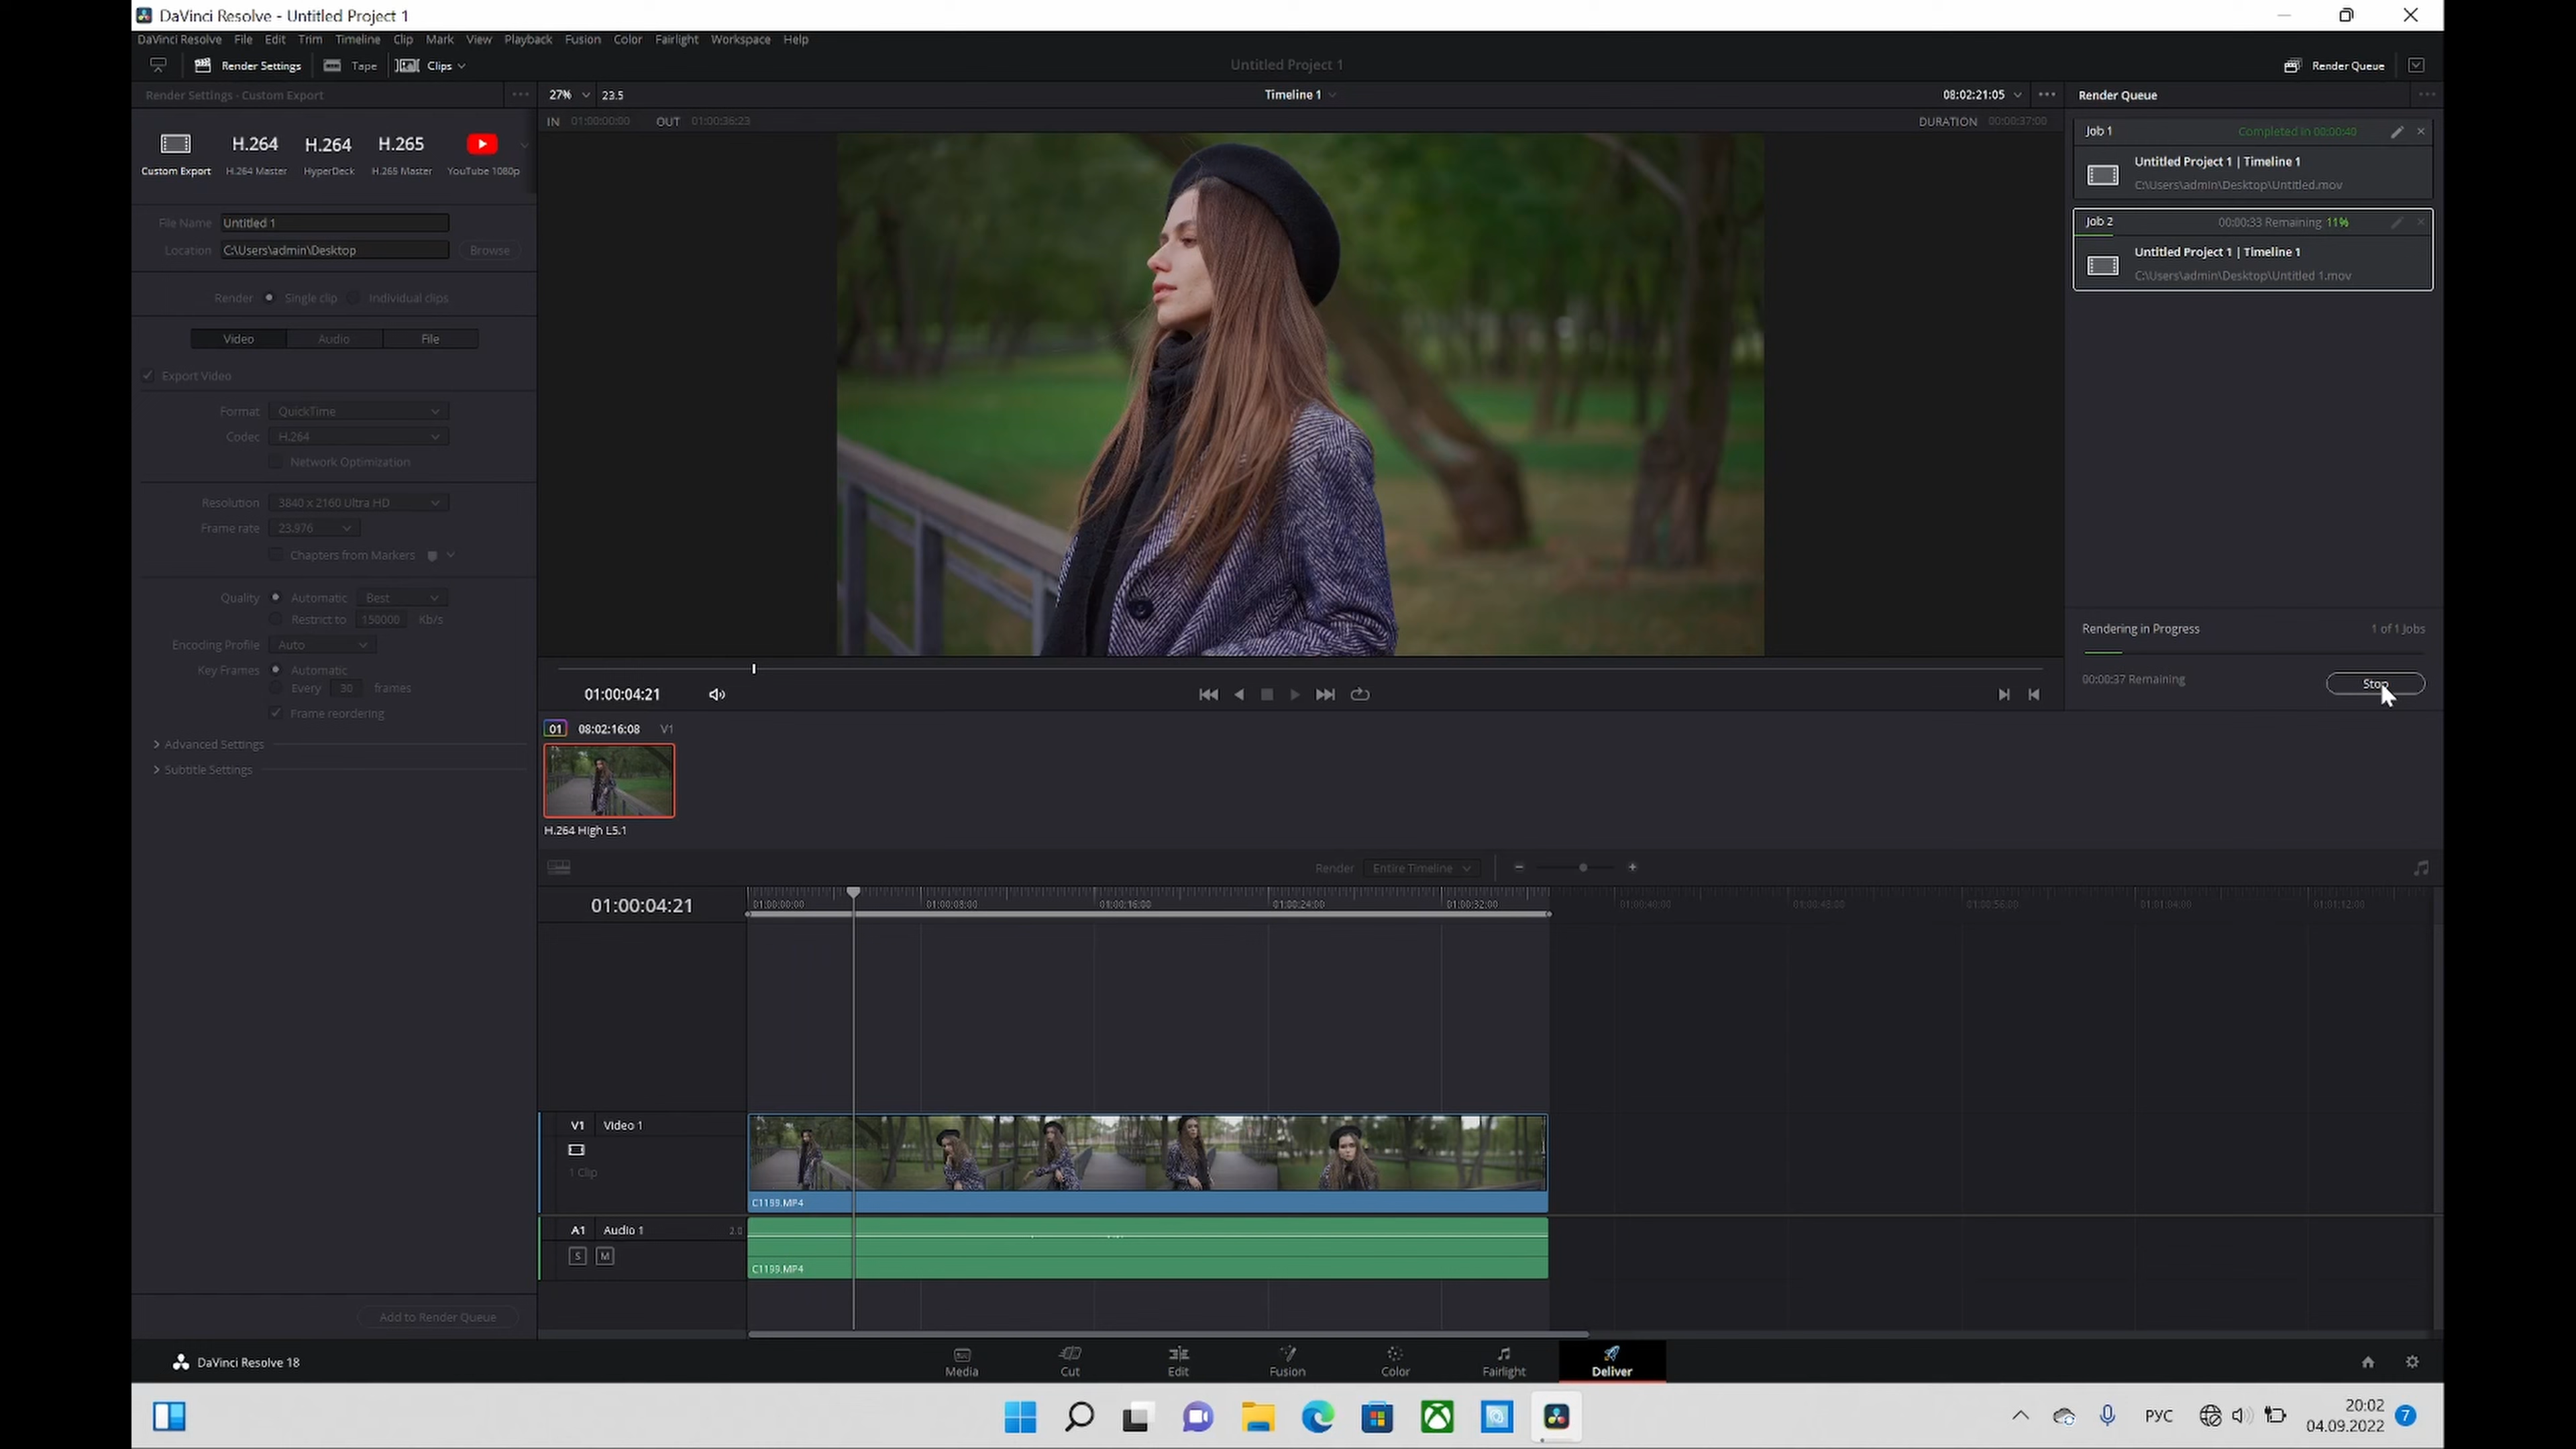 DaVinci Resolve - Untitled Project 1
DaVinci Resolve File Edit Trim Timeline Clip Mark View Playback Fusion Color Fairlight Workspace Help
Render Settings Tape Clips Untitled Project 1 Render Queue
Render Settings - Custom Export 27% 23.5 Timeline 1 08:02:21:05 Render Queue
IN 01:00:00:00 OUT 01:00:36:23 DURATION 00:00:37:00
H.264 H.264 H.265
Custom Export H.264 Master HyperDeck H.265 Master YouTube 1080p
Job 1 Completed in 00:00:40
Untitled Project 1 | Timeline 1
C:\Users\admin\Desktop\Untitled.mov
Job 2 00:00:33 Remaining 11%
Untitled Project 1 | Timeline 1
C:\Users\admin\Desktop\Untitled 1.mov
File Name Untitled 1
Location C:\Users\admin\Desktop Browse
Render Single clip Individual clips
Video Audio File
Export Video
Format QuickTime
Codec H.264
Network Optimization
Resolution 3840 x 2160 Ultra HD
Frame rate 23.976
Chapters from Markers
Quality Automatic Best
Restrict to 150000 Kb/s
Encoding Profile Auto
Key Frames Automatic
Every 30 frames
Frame reordering
Advanced Settings
Subtitle Settings
Rendering in Progress 1 of 1 Jobs
00:00:37 Remaining Stop
01:00:04:21
01 08:02:16:08 V1
H.264 High L5.1
Render Entire Timeline
01:00:04:21 01:00:00:00 01:00:08:00 01:00:16:00 01:00:24:00 01:00:32:00 01:00:40:00 01:00:48:00 01:00:56:00 01:01:04:00 01:01:12:00
V1 Video 1
1 Clip
C1199.MP4
A1 Audio 1 2.0
S M
C1199.MP4
Add to Render Queue
DaVinci Resolve 18 Media Cut Edit Fusion Color Fairlight Deliver
РУС 20:02
04.09.2022 7